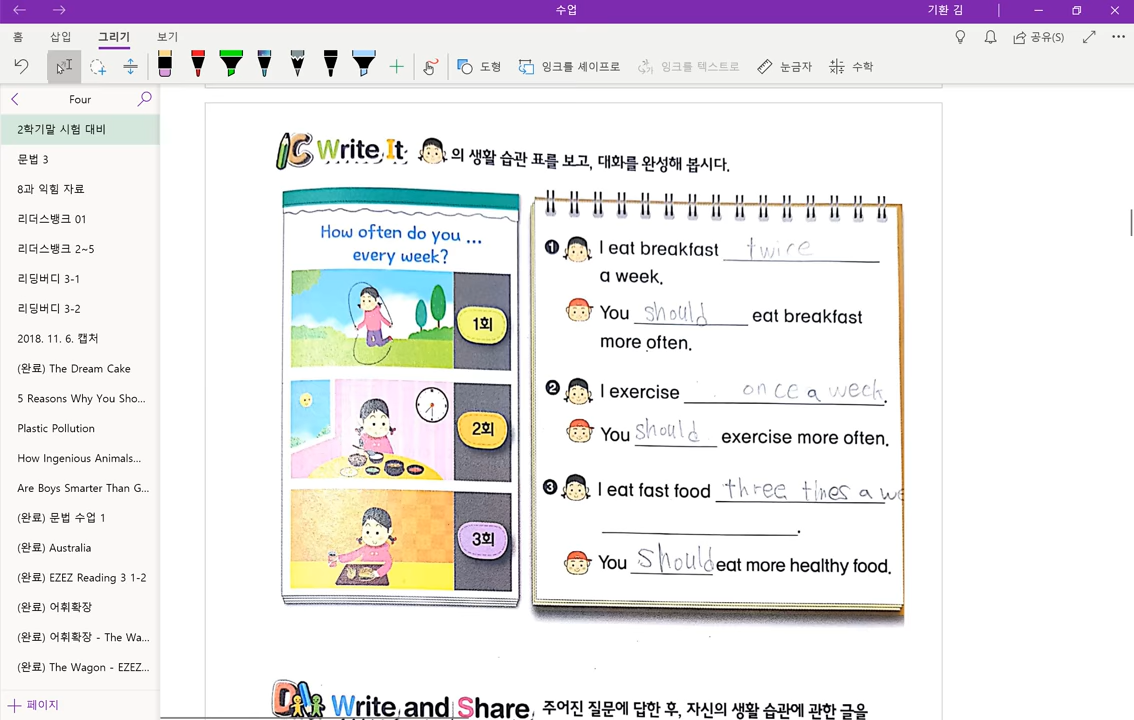 수업
기환 김
홈 삽입 그리기 보기
공유(S)
도형 잉크를 셰이프로 잉크를 텍스트로 눈금자 수학
Four
2학기말 시험 대비
문법 3
8과 익힘 자료
리더스뱅크 01
리더스뱅크 2~5
리딩버디 3-1
리딩버디 3-2
2018. 11. 6. 캡처
(완료) The Dream Cake
5 Reasons Why You Sho...
Plastic Pollution
How Ingenious Animals...
Are Boys Smarter Than G...
(완료) 문법 수업 1
(완료) Australia
(완료) EZEZ Reading 3 1-2
(완료) 어휘확장
(완료) 어휘확장 - The Wa...
(완료) The Wagon - EZEZ...
페이지
C Write It 의 생활 습관 표를 보고, 대화를 완성해 봅시다.
How often do you ...
every week?
1회
2회
3회
1 I eat breakfast twice
a week.
You should eat breakfast
more often.
2 I exercise once a week.
You should exercise more often.
3 I eat fast food three times a we
.
You should eat more healthy food.
D Write and Share 주어진 질문에 답한 후, 자신의 생활 습관에 관한 글을